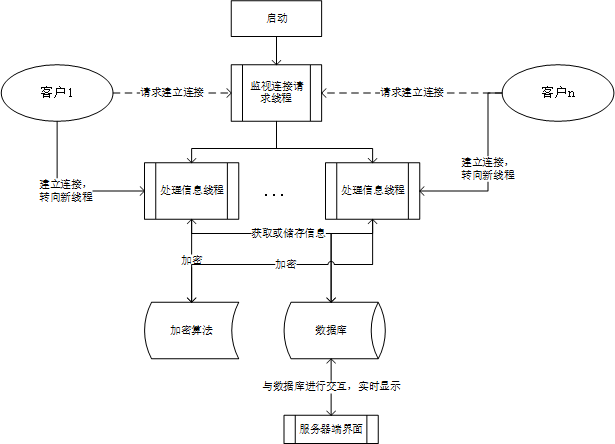 启动
监视连接请
求线程
客户1
请求建立连接
请求建立连接
客户n
建立连接，
转向新线程
处理信息线程
...
处理信息线程
建立连接，
转向新线程
获取或储存信息
加密
加密
加密算法
数据库
与数据库进行交互，实时显示
服务器端界面